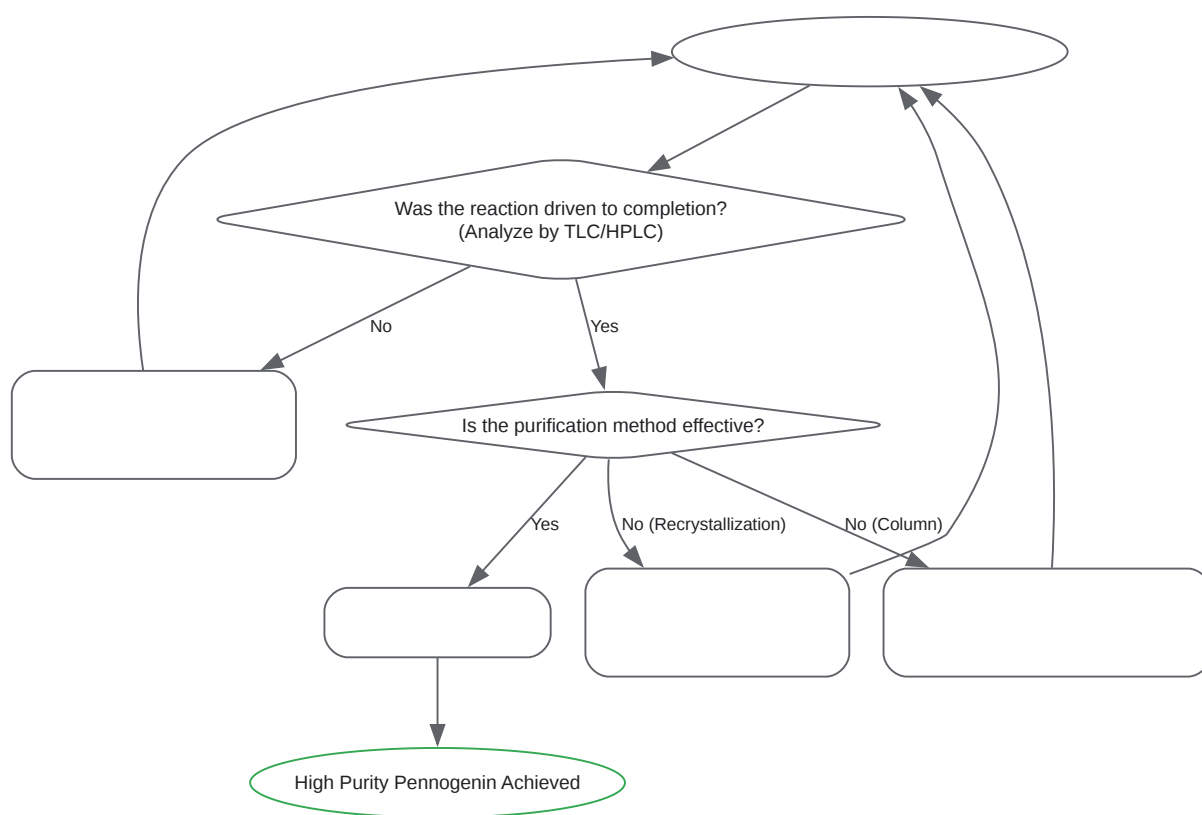 Was the reaction driven to completion?
(Analyze by TLC/HPLC)
No
Yes
Is the purification method effective?
Yes
No (Recrystallization)
No (Column)
High Purity Pennogenin Achieved